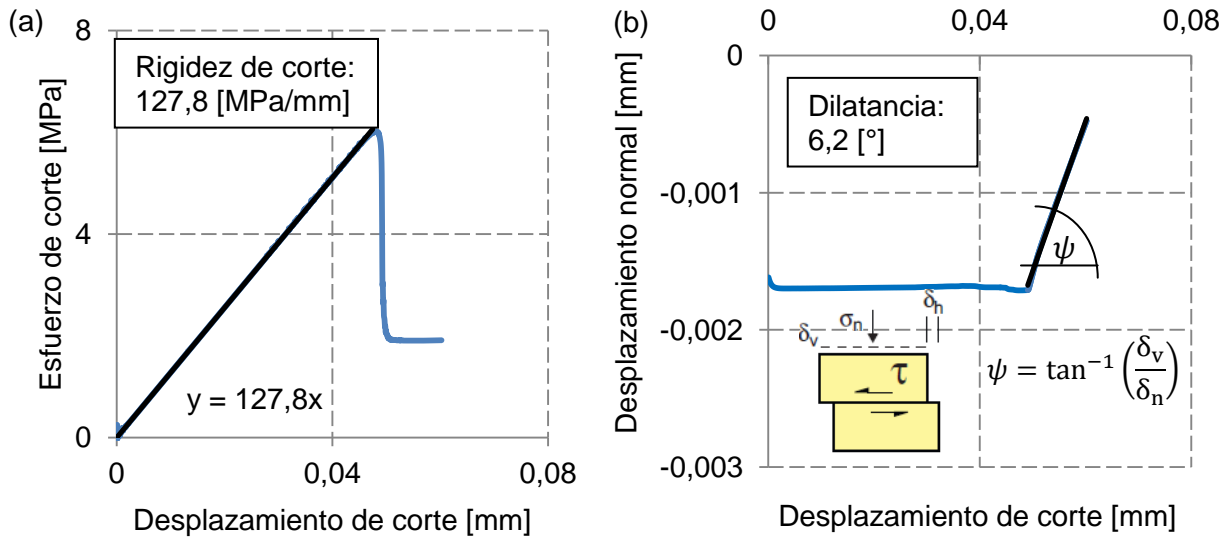 (a)
8
4
0
0
0,04
0,08
Esfuerzo de corte [MPa]
Desplazamiento de corte [mm]
Rigidez de corte:
127,8 [MPa/mm]
y = 127,8x
(b)
0
0,04
0,08
0
-0,001
-0,002
-0,003
Desplazamiento normal [mm]
Dilatancia:
6,2 [°]
ψ
δh
σn
δv
τ
ψ = tan⁻¹ (δv/δn)
Desplazamiento de corte [mm]